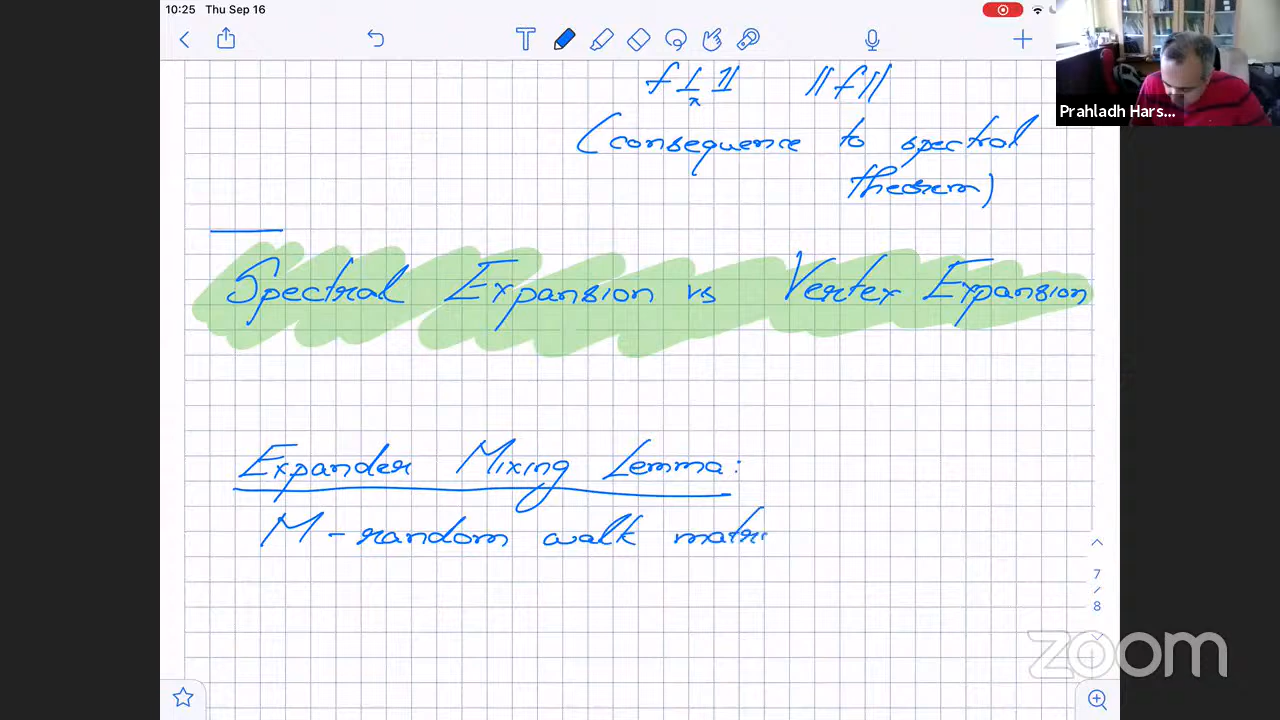 10:25 Thu Sep 16
f ⊥ 1 ||f||
π
(consequence to spectral
theorem)
Spectral Expansion vs Vertex Expansion
Expander Mixing Lemma:
M - random walk matri
Prahladh Hars...
7
/
8
zoom